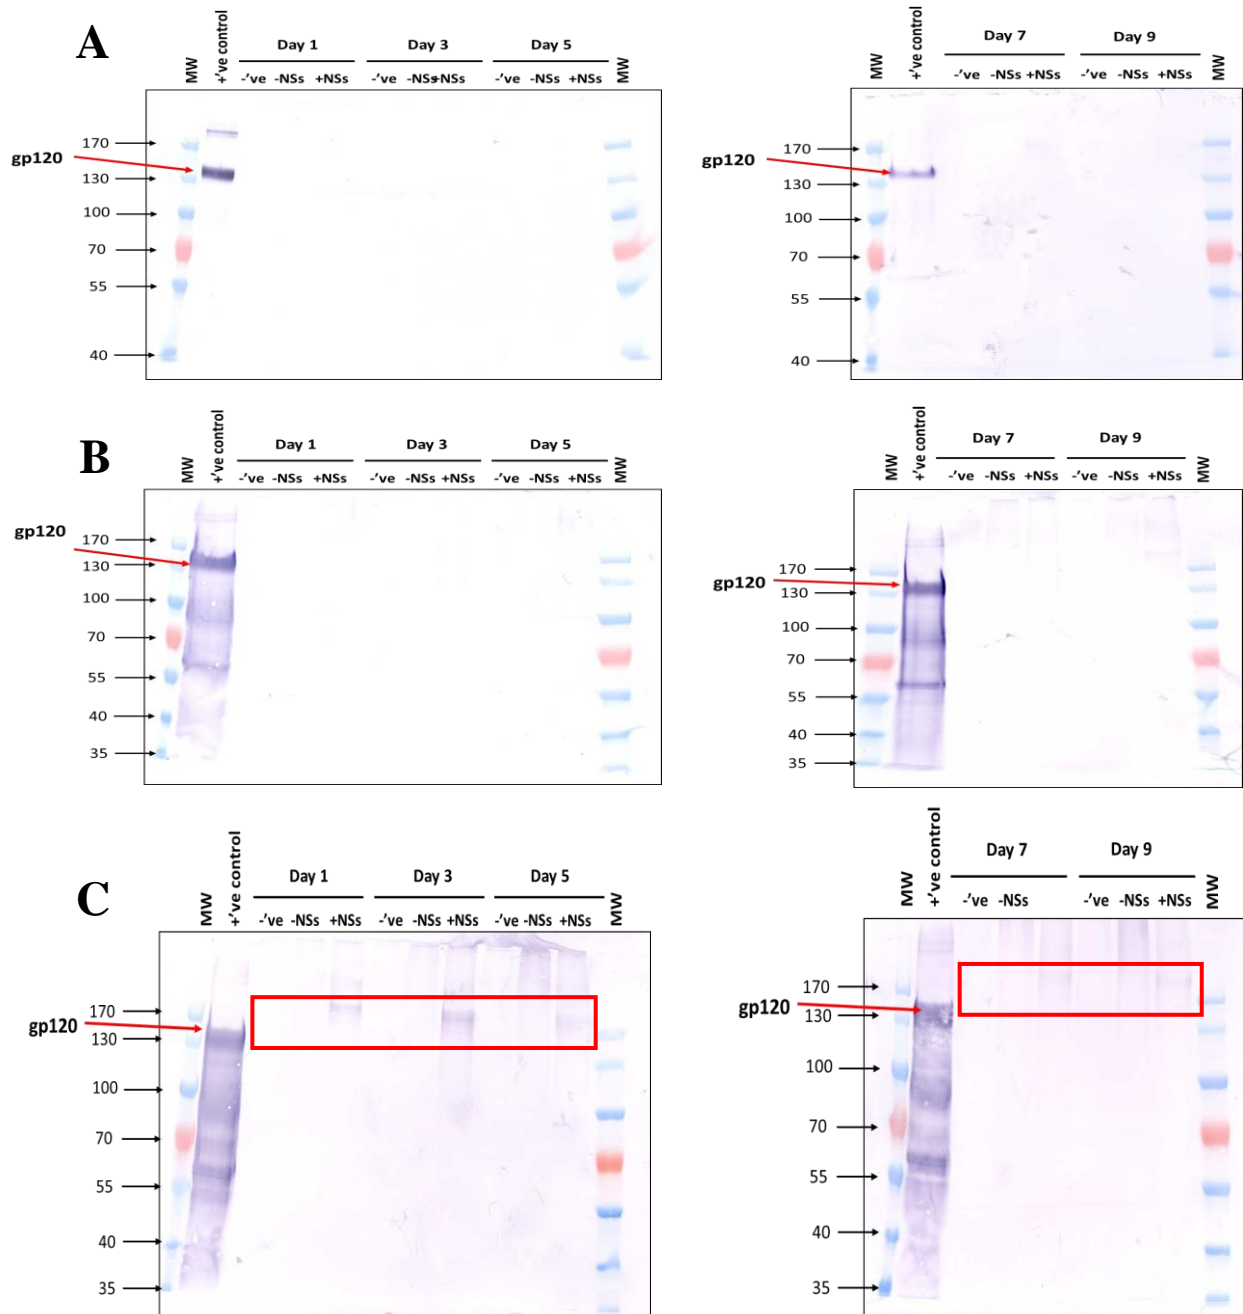 A
MW
+'ve control
Day 1
Day 3
Day 5
-'ve -NSs +NSs
-'ve -NSs+NSs
-'ve -NSs +NSs
MW
gp120
170
130
100
70
55
40
MW
+'ve control
Day 7
Day 9
-'ve -NSs +NSs
-'ve -NSs +NSs
MW
gp120
170
130
100
70
55
40
B
MW
+'ve control
Day 1
Day 3
Day 5
-'ve -NSs +NSs
-'ve -NSs +NSs
-'ve -NSs +NSs
MW
gp120
170
130
100
70
55
40
35
MW
+'ve control
Day 7
Day 9
-'ve -NSs +NSs
-'ve -NSs +NSs
MW
gp120
170
130
100
70
55
40
35
C
MW
+'ve control
Day 1
Day 3
Day 5
-'ve -NSs +NSs
-'ve -NSs +NSs
-'ve -NSs +NSs
MW
gp120
170
130
100
70
55
40
35
MW
+'ve control
Day 7
Day 9
-'ve -NSs
-'ve -NSs +NSs
MW
gp120
170
130
100
70
55
40
35